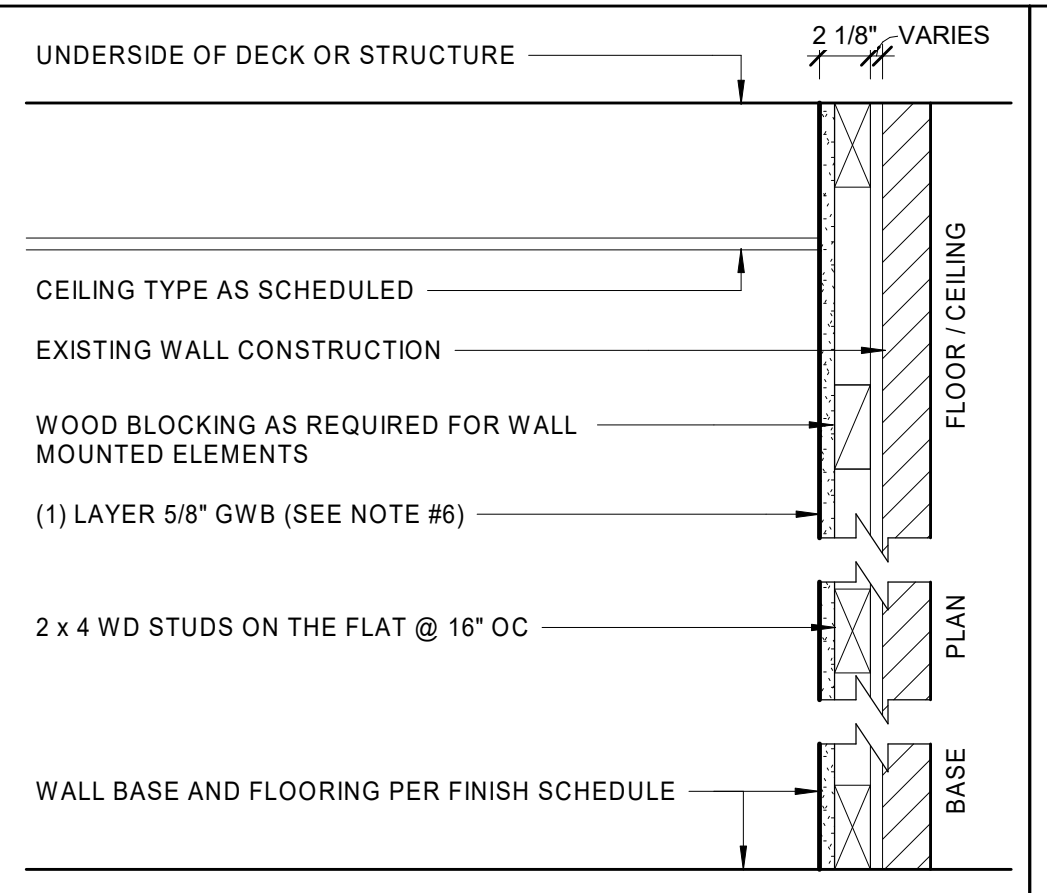 2 1/8" VARIES
UNDERSIDE OF DECK OR STRUCTURE
CEILING TYPE AS SCHEDULED
EXISTING WALL CONSTRUCTION
WOOD BLOCKING AS REQUIRED FOR WALL
MOUNTED ELEMENTS
(1) LAYER 5/8" GWB (SEE NOTE #6)
FLOOR / CEILING
2 x 4 WD STUDS ON THE FLAT @ 16" OC
PLAN
WALL BASE AND FLOORING PER FINISH SCHEDULE
BASE